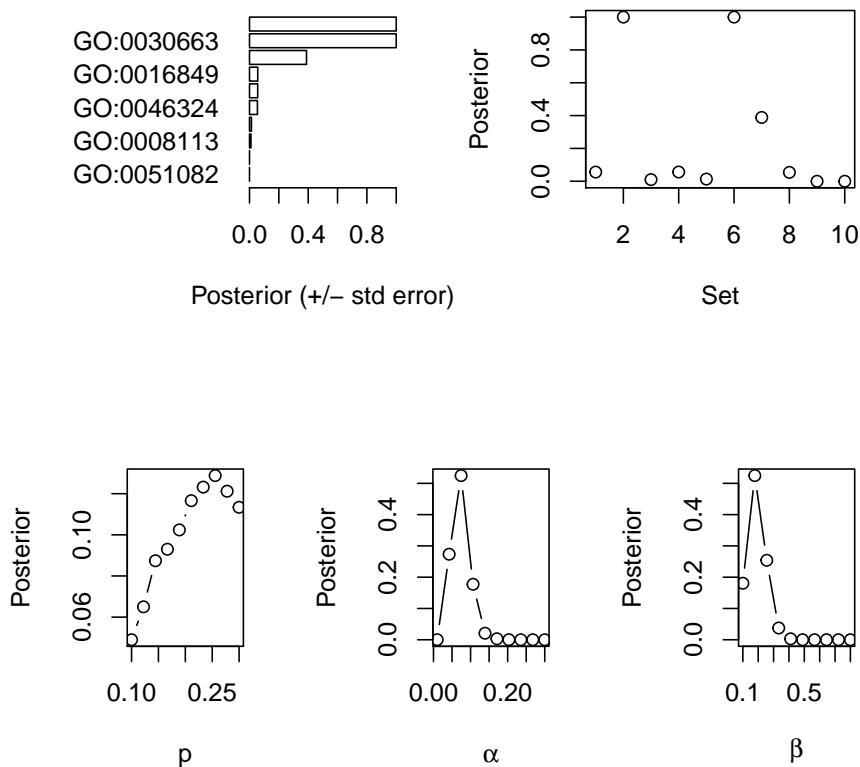 GO:0030663
GO:0016849
GO:0046324
GO:0008113
GO:0051082
0.0 0.4 0.8
Posterior (+/− std error)
Posterior
0.0 0.4 0.8
2 4 6 8 10
Set
Posterior
0.06 0.10
0.10 0.25
p
Posterior
0.0 0.2 0.4
0.00 0.20
α
Posterior
0.0 0.2 0.4
0.1 0.5
β